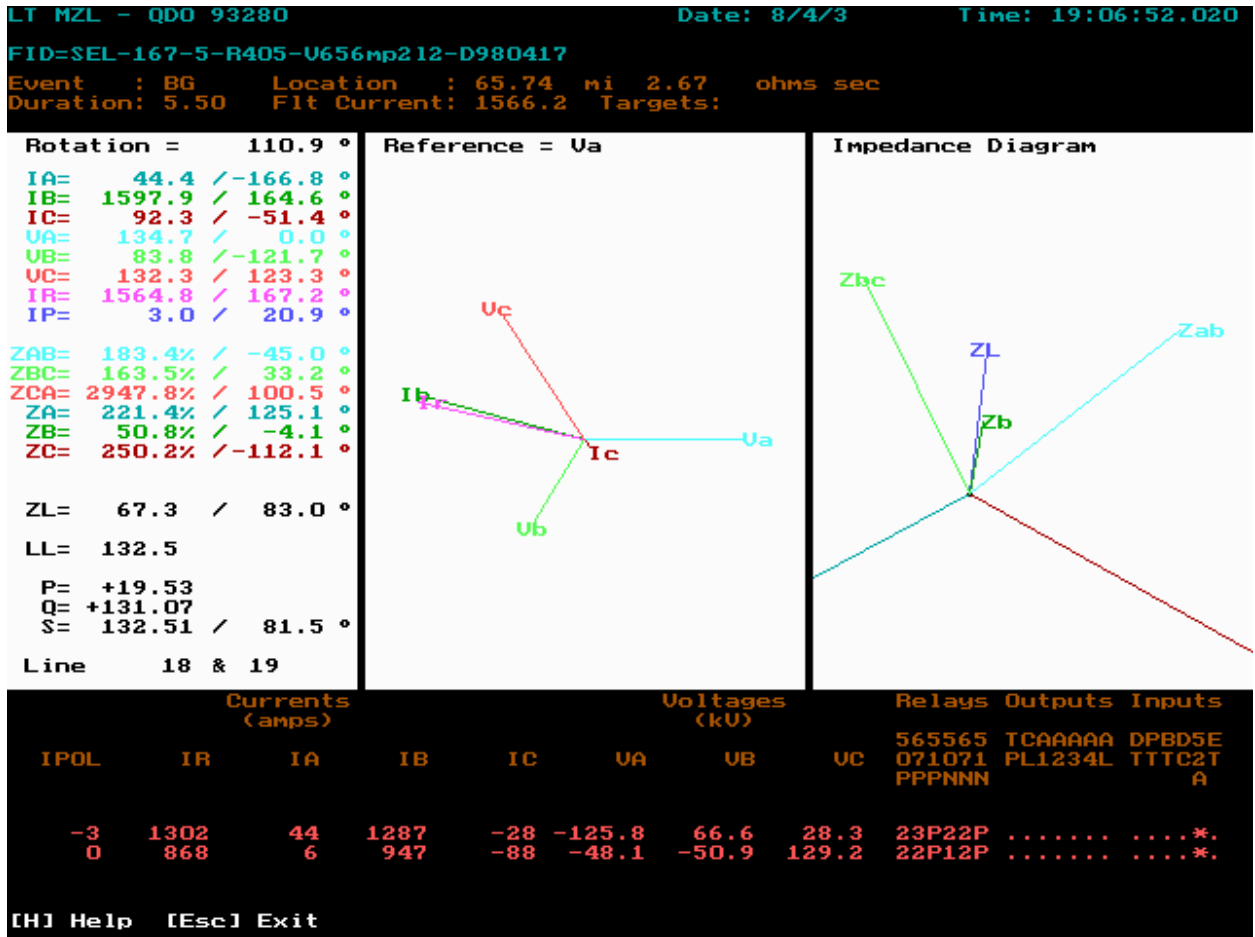 LT MZL - QDO 93280 Date: 8/4/3 Time: 19:06:52.020
FID=SEL-167-5-R405-V656mp2l2-D980417
Event : BG Location : 65.74 mi 2.67 ohms sec
Duration: 5.50 Flt Current: 1566.2 Targets:
Rotation = 110.9 °
IA= 44.4 /-166.8 °
IB= 1597.9 / 164.6 °
IC= 92.3 / -51.4 °
VA= 134.7 / 0.0 °
VB= 83.8 /-121.7 °
VC= 132.3 / 123.3 °
IR= 1564.8 / 167.2 °
IP= 3.0 / 20.9 °
ZAB= 183.4% / -45.0 °
ZBC= 163.5% / 33.2 °
ZCA= 2947.8% / 100.5 °
ZA= 221.4% / 125.1 °
ZB= 50.8% / -4.1 °
ZC= 250.2% /-112.1 °
ZL= 67.3 / 83.0 °
LL= 132.5
P= +19.53
Q= +131.07
S= 132.51 / 81.5 °
Line 18 & 19
Reference = Va
Vc
Ib
Va
Ic
Vb
Impedance Diagram
Zbc
Zab
ZL
Zb
Currents Voltages Relays Outputs Inputs
(amps) (kV)
565565 TCAAAAA DPBD5E
IPOL IR IA IB IC VA VB VC 071071 PL1234L TTTC2T
PPPNNN A
-3 1302 44 1287 -28 -125.8 66.6 28.3 23P22P ....... ....*.
0 868 6 947 -88 -48.1 -50.9 129.2 22P12P ....... ....*.
[H] Help [Esc] Exit